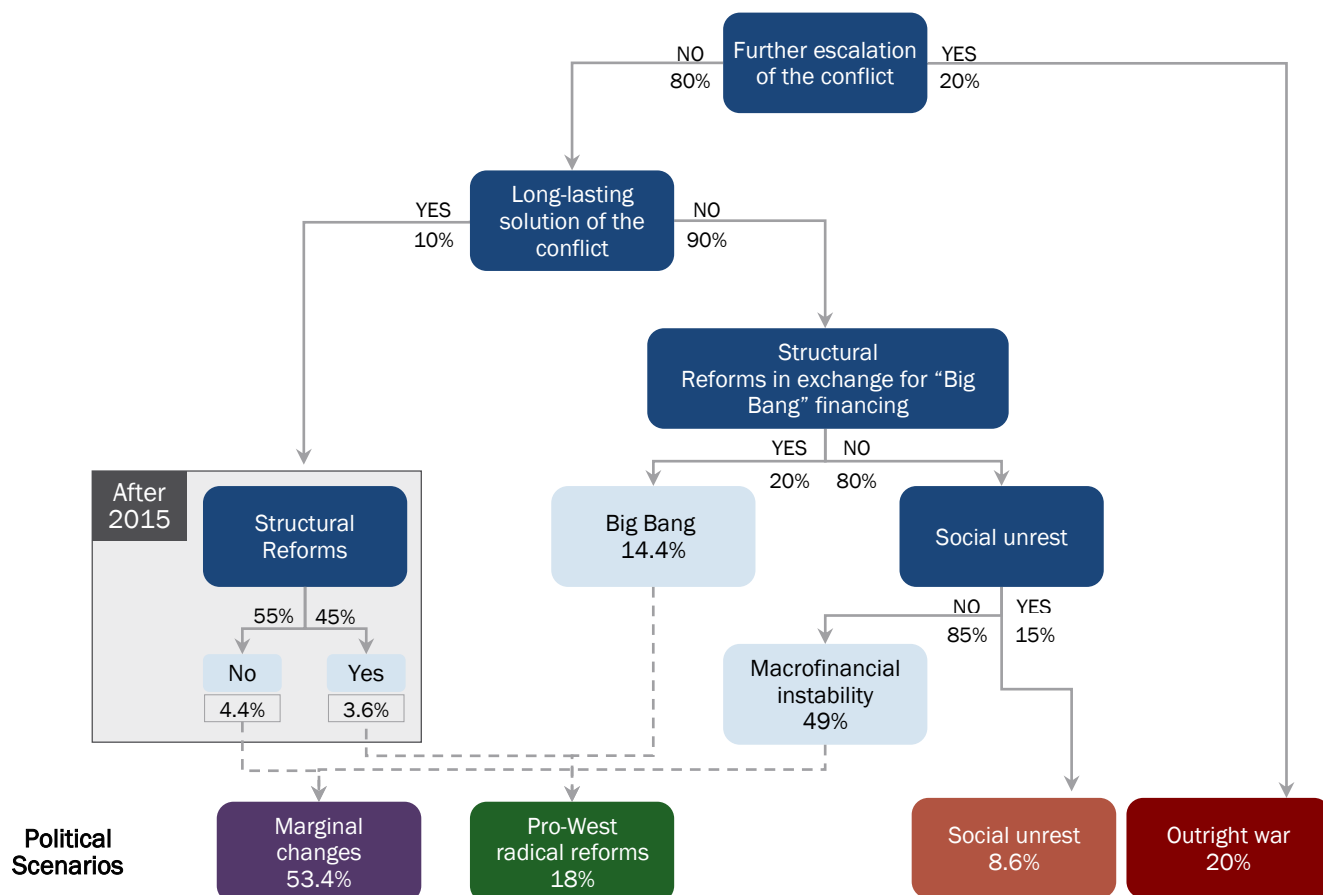 Further escalation
of the conflict
NO
80%
YES
20%
Long-lasting
solution of the
conflict
YES
10%
NO
90%
Structural
Reforms in exchange for “Big
Bang” financing
YES
20%
NO
80%
After
2015
Structural
Reforms
55%
45%
No
4.4%
Yes
3.6%
Big Bang
14.4%
Social unrest
NO
85%
YES
15%
Macrofinancial
instability
49%
Political
Scenarios
Marginal
changes
53.4%
Pro-West
radical reforms
18%
Social unrest
8.6%
Outright war
20%